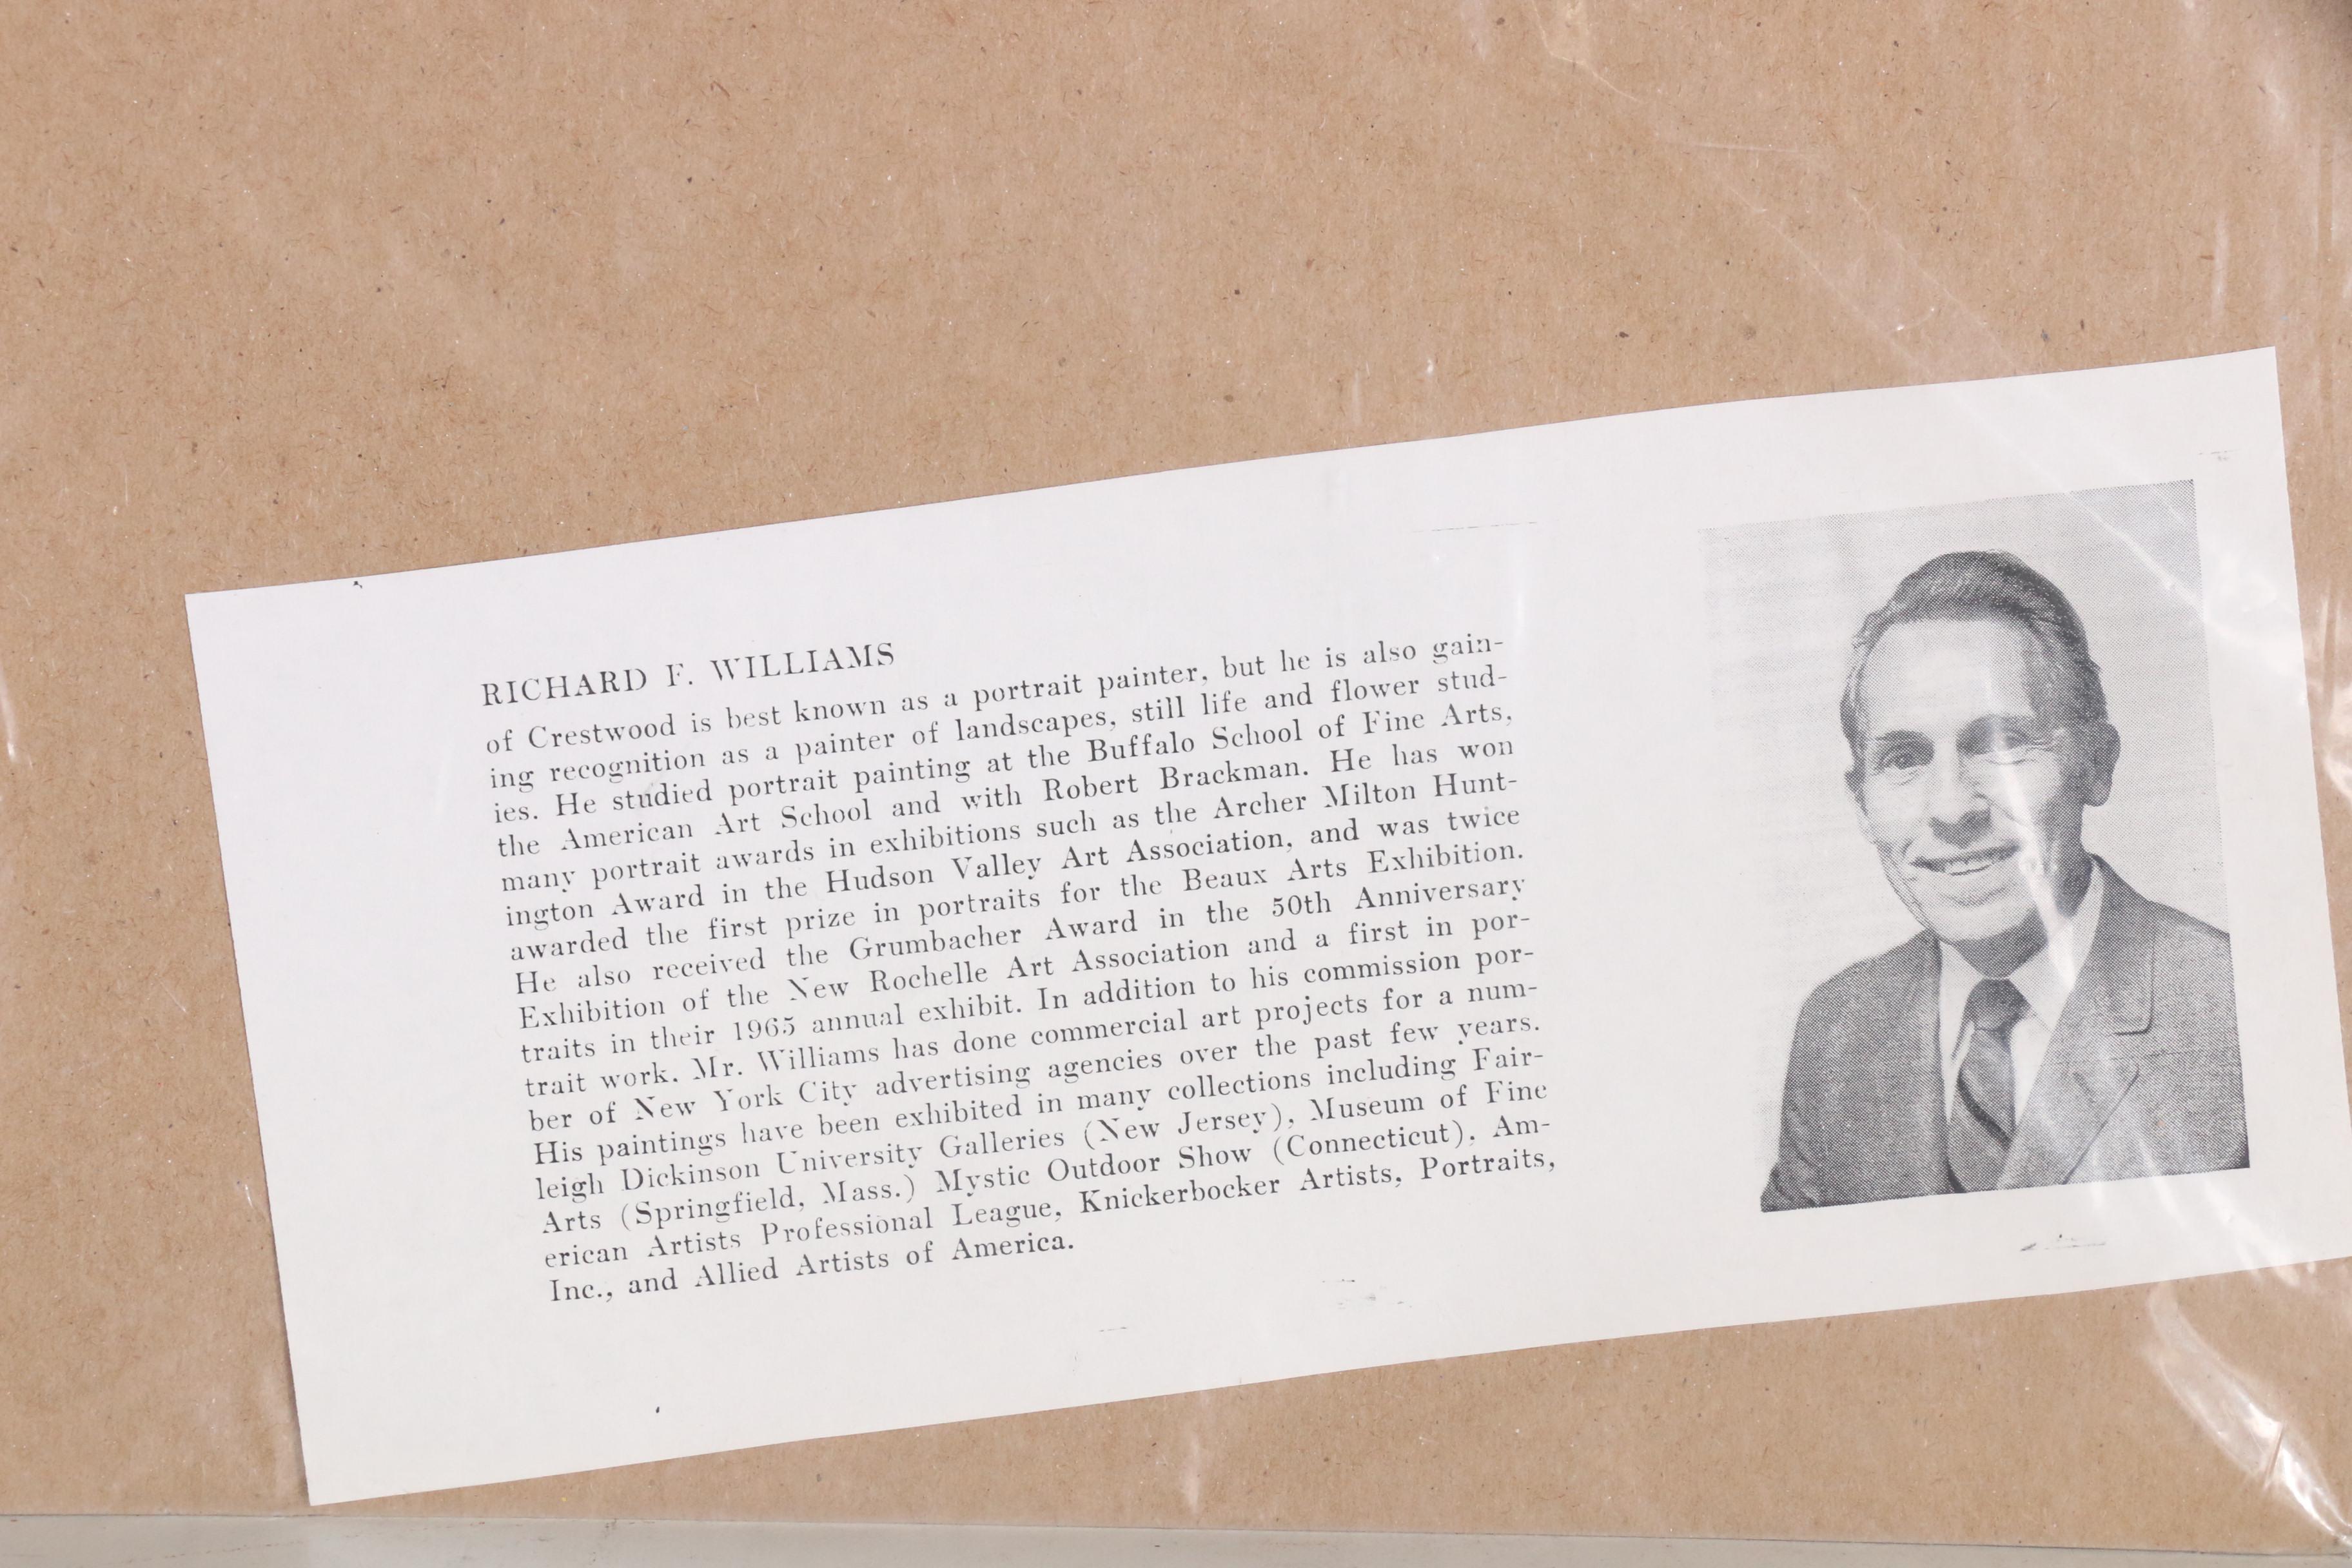 RICHARD F. WILLIAMS
of Crestwood is best known as a portrait painter, but he is also gain-
ing recognition as a painter of landscapes, still life and flower stud-
ies. He studied portrait painting at the Buffalo School of Fine Arts,
the American Art School and with Robert Brackman. He has won
many portrait awards in exhibitions such as the Archer Milton Hunt-
ington Award in the Hudson Valley Art Association, and was twice
awarded the first prize in portraits for the Beaux Arts Exhibition.
He also received the Grumbacher Award in the 50th Anniversary
Exhibition of the New Rochelle Art Association and a first in por-
traits in their 1965 annual exhibit. In addition to his commission por-
trait work. Mr. Williams has done commercial art projects for a num-
ber of New York City advertising agencies over the past few years.
His paintings have been exhibited in many collections including Fair-
leigh Dickinson University Galleries (New Jersey), Museum of Fine
Arts (Springfield, Mass.) Mystic Outdoor Show (Connecticut), Am-
erican Artists Professional League, Knickerbocker Artists, Portraits,
Inc., and Allied Artists of America.